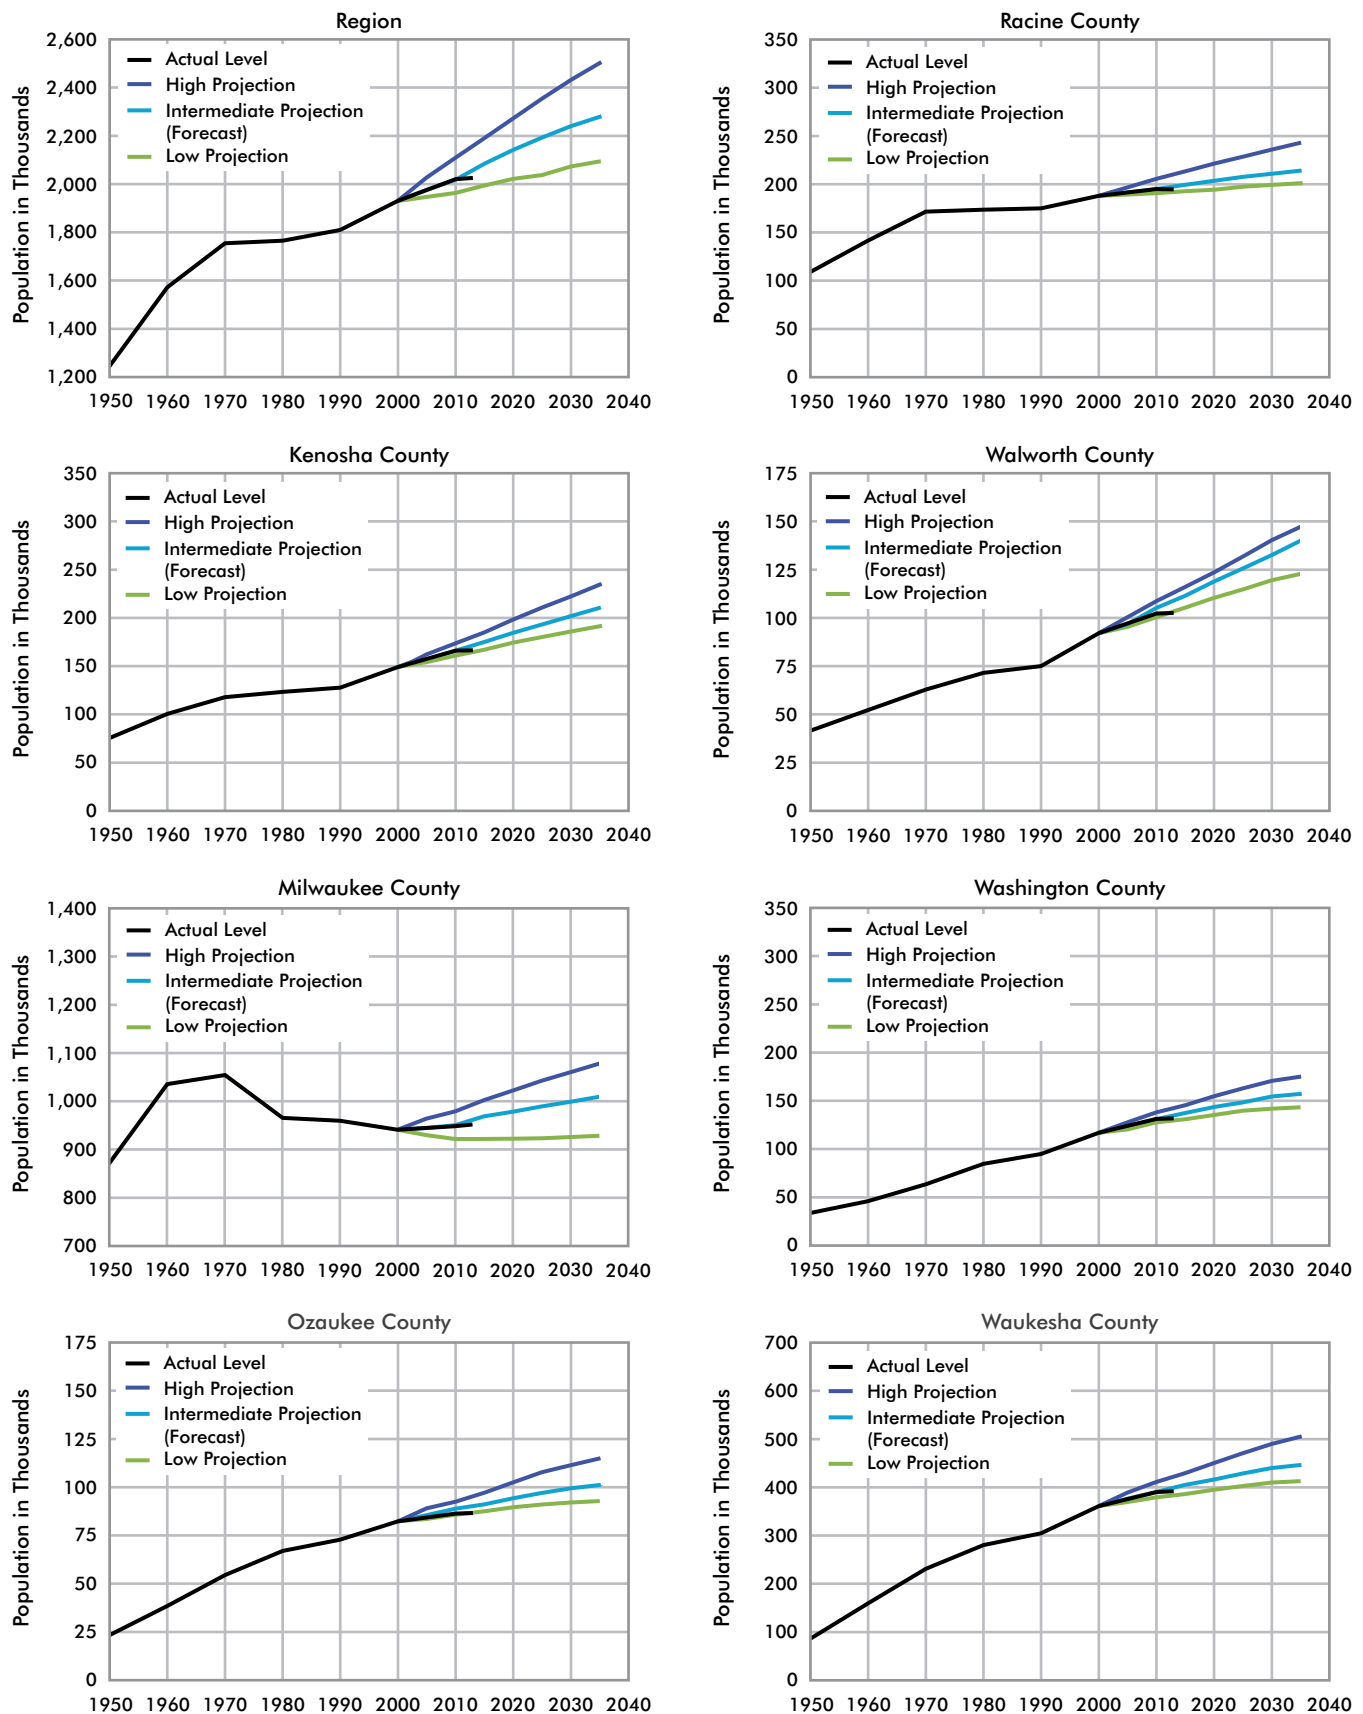 Region
2,600
2,400
2,200
2,000
1,800
1,600
1,400
1,200
Population in Thousands
Actual Level
High Projection
Intermediate Projection
(Forecast)
Low Projection
1950 1960 1970 1980 1990 2000 2010 2020 2030 2040
Racine County
350
300
250
200
150
100
50
0
Population in Thousands
Actual Level
High Projection
Intermediate Projection
(Forecast)
Low Projection
1950 1960 1970 1980 1990 2000 2010 2020 2030 2040
Kenosha County
350
300
250
200
150
100
50
0
Population in Thousands
Actual Level
High Projection
Intermediate Projection
(Forecast)
Low Projection
1950 1960 1970 1980 1990 2000 2010 2020 2030 2040
Walworth County
175
150
125
100
75
50
25
0
Population in Thousands
Actual Level
High Projection
Intermediate Projection
(Forecast)
Low Projection
1950 1960 1970 1980 1990 2000 2010 2020 2030 2040
Milwaukee County
1,400
1,300
1,200
1,100
1,000
900
800
700
Population in Thousands
Actual Level
High Projection
Intermediate Projection
(Forecast)
Low Projection
1950 1960 1970 1980 1990 2000 2010 2020 2030 2040
Washington County
350
300
250
200
150
100
50
0
Population in Thousands
Actual Level
High Projection
Intermediate Projection
(Forecast)
Low Projection
1950 1960 1970 1980 1990 2000 2010 2020 2030 2040
Ozaukee County
175
150
125
100
75
50
25
0
Population in Thousands
Actual Level
High Projection
Intermediate Projection
(Forecast)
Low Projection
1950 1960 1970 1980 1990 2000 2010 2020 2030 2040
Waukesha County
700
600
500
400
300
200
100
0
Population in Thousands
Actual Level
High Projection
Intermediate Projection
(Forecast)
Low Projection
1950 1960 1970 1980 1990 2000 2010 2020 2030 2040